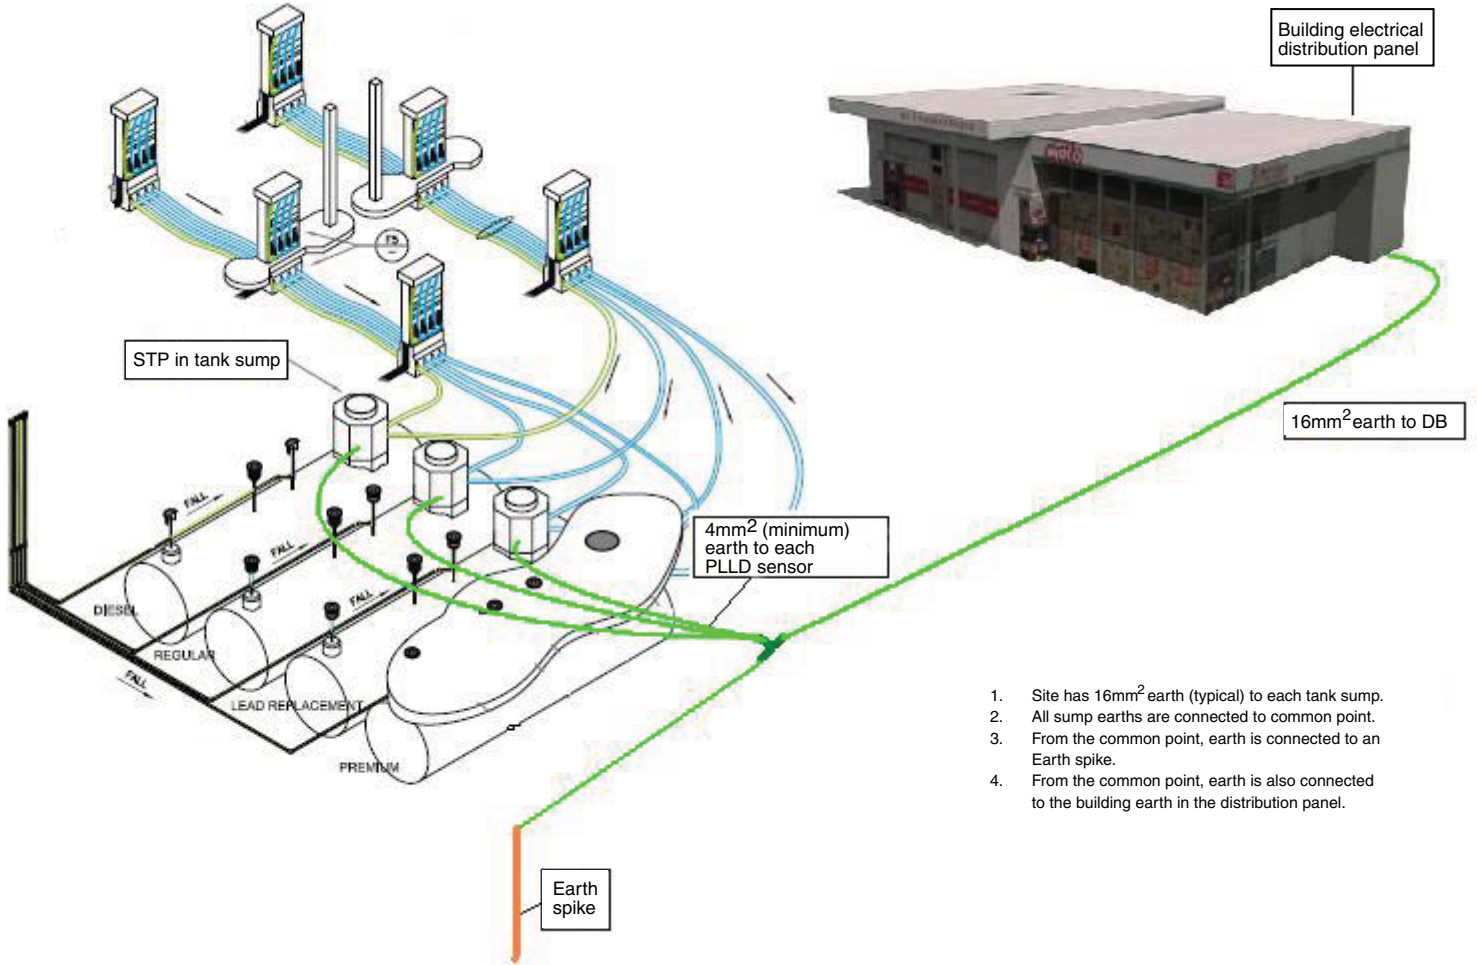 Building electrical
distribution panel
F5
STP in tank sump
16mm2 earth to DB
4mm2 (minimum)
earth to each
PLLD sensor
FALL
FALL
FALL
FALL
DIESEL
REGULAR
LEAD REPLACEMENT
PREMIUM
1. Site has 16mm2 earth (typical) to each tank sump.
2. All sump earths are connected to common point.
3. From the common point, earth is connected to an
Earth spike.
4. From the common point, earth is also connected
to the building earth in the distribution panel.
Earth
spike